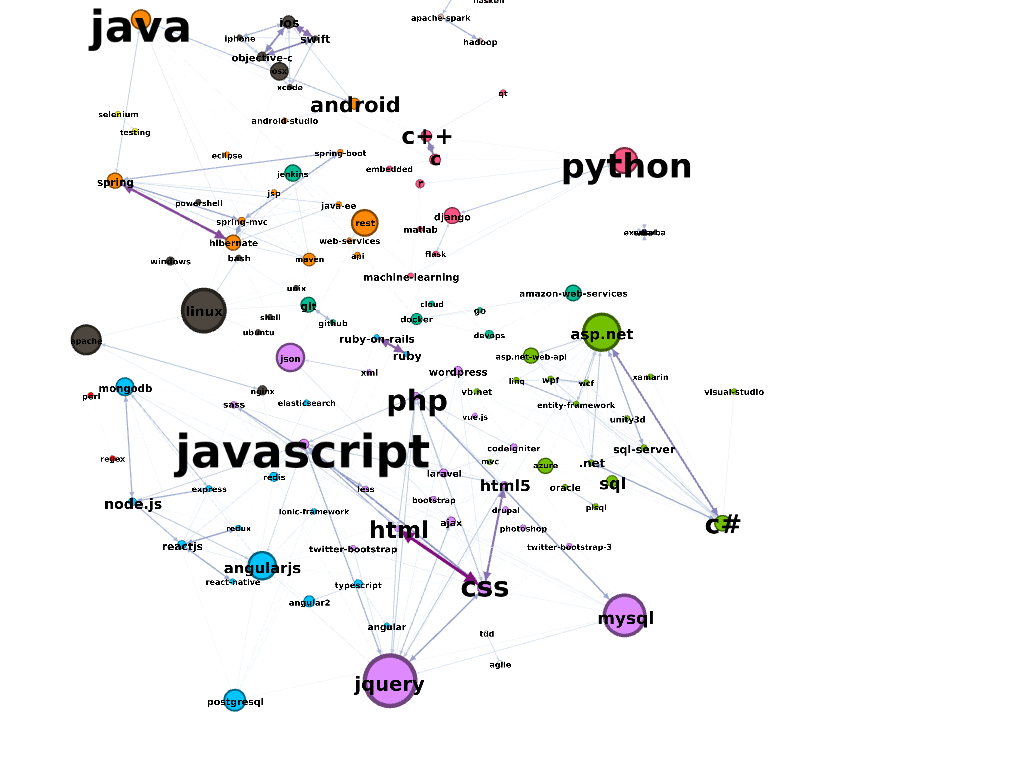 haskell
java
ios
apache-spark
iphone
swift
hadoop
objective-c
osx
xcode
qt
android
selenium
android-studio
testing
c++
eclipse
spring-boot
c
python
embedded
jenkins
spring
r
jsp
powershell
java-ee
django
spring-mvc
rest
matlab
hibernate
web-services
flask
windows
bash
maven
api
machine-learning
unix
amazon-web-services
linux
git
cloud
go
shell
github
docker
ubuntu
devops
asp.net
apache
ruby-on-rails
json
ruby
asp.net-web-api
xml
wordpress
linq
wpf
wcf
xamarin
mongodb
nginx
vb.net
visual-studio
perl
sass
elasticsearch
php
entity-framework
vue.js
unity3d
javascript
codeigniter
sql-server
regex
mvc
.net
azure
redis
laravel
express
less
html5
oracle
sql
node.js
bootstrap
plsql
ionic-framework
drupal
redux
html
ajax
photoshop
c#
reactjs
twitter-bootstrap
twitter-bootstrap-3
angularjs
react-native
typescript
css
angular2
mysql
angular
tdd
agile
jquery
postgresql